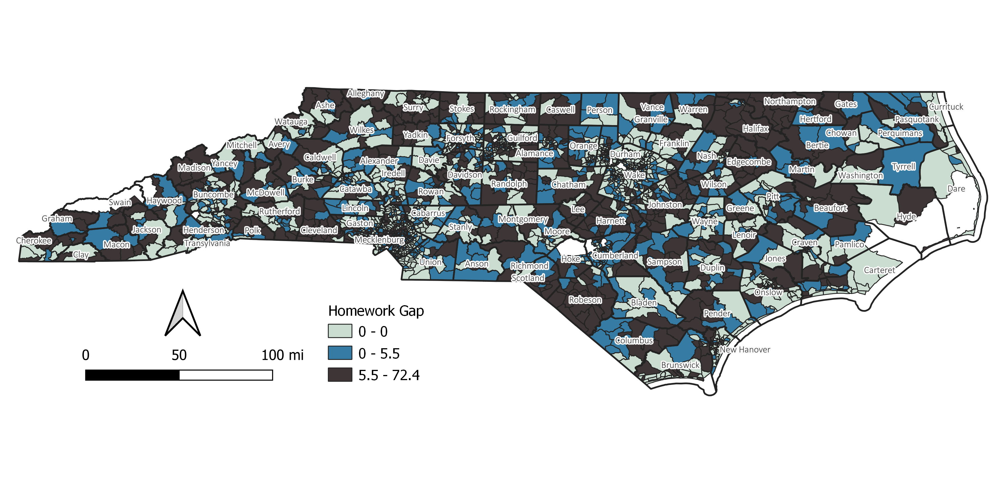 Alleghany
Northampton
Ashe
Surry
Stokes
Rockingham
Caswell
Person
Vance
Warren
Gates
Currituck
Watauga
Wilkes
Granville
Halifax
Hertford
Pasquotank
Mitchell
Avery
Yadkin
Forsyth
Guilford
Orange
Franklin
Chowan
Perquimans
Bertie
Yancey
Caldwell
Alexander
Davie
Alamance
Durham
Nash
Edgecombe
Madison
Burke
Iredell
Davidson
Randolph
Chatham
Wake
Wilson
Martin
Washington
Tyrrell
Dare
Swain
Haywood
Buncombe
McDowell
Catawba
Rowan
Pitt
Graham
Rutherford
Lincoln
Cabarrus
Montgomery
Lee
Johnston
Greene
Beaufort
Hyde
Cherokee
Jackson
Henderson
Polk
Cleveland
Gaston
Stanly
Moore
Harnett
Wayne
Lenoir
Macon
Transylvania
Mecklenburg
Craven
Pamlico
Clay
Union
Anson
Richmond
Hoke
Cumberland
Sampson
Duplin
Jones
Carteret
Scotland
Robeson
Bladen
Onslow
Pender
Columbus
New Hanover
Brunswick
Homework Gap
0 - 0
0 - 5.5
5.5 - 72.4
0 50 100 mi